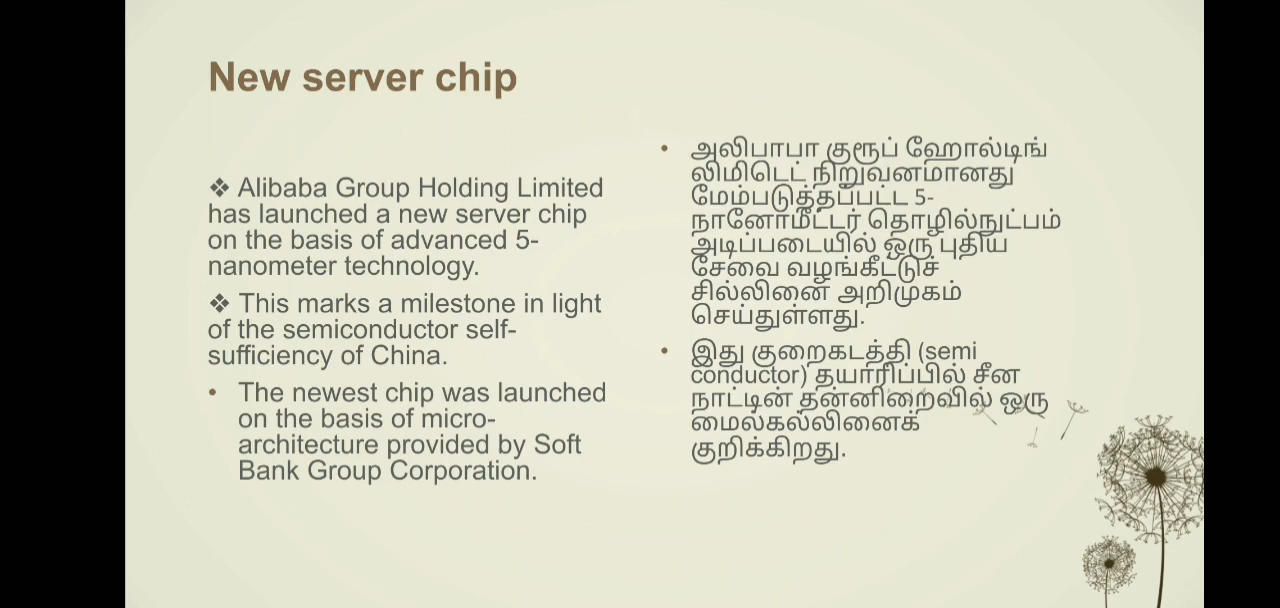 New server chip
❖ Alibaba Group Holding Limited
has launched a new server chip
on the basis of advanced 5-
nanometer technology.
❖ This marks a milestone in light
of the semiconductor self-
sufficiency of China.
• The newest chip was launched
on the basis of micro-
architecture provided by Soft
Bank Group Corporation.
• அலிபாபா குரூப் ஹோல்டிங்
லிமிடெட் நிறுவனமானது
மேம்படுத்தப்பட்ட 5-
நானோமீட்டர் தொழில்நுட்பம்
அடிப்படையில் ஒரு புதிய
சேவை வழங்கீட்டுச்
சில்லினை அறிமுகம்
செய்துள்ளது.
• இது குறைகடத்தி (semi
conductor) தயாரிப்பில் சீன
நாட்டின் தன்னிறைவில் ஒரு
மைல்கல்லினைக்
குறிக்கிறது.